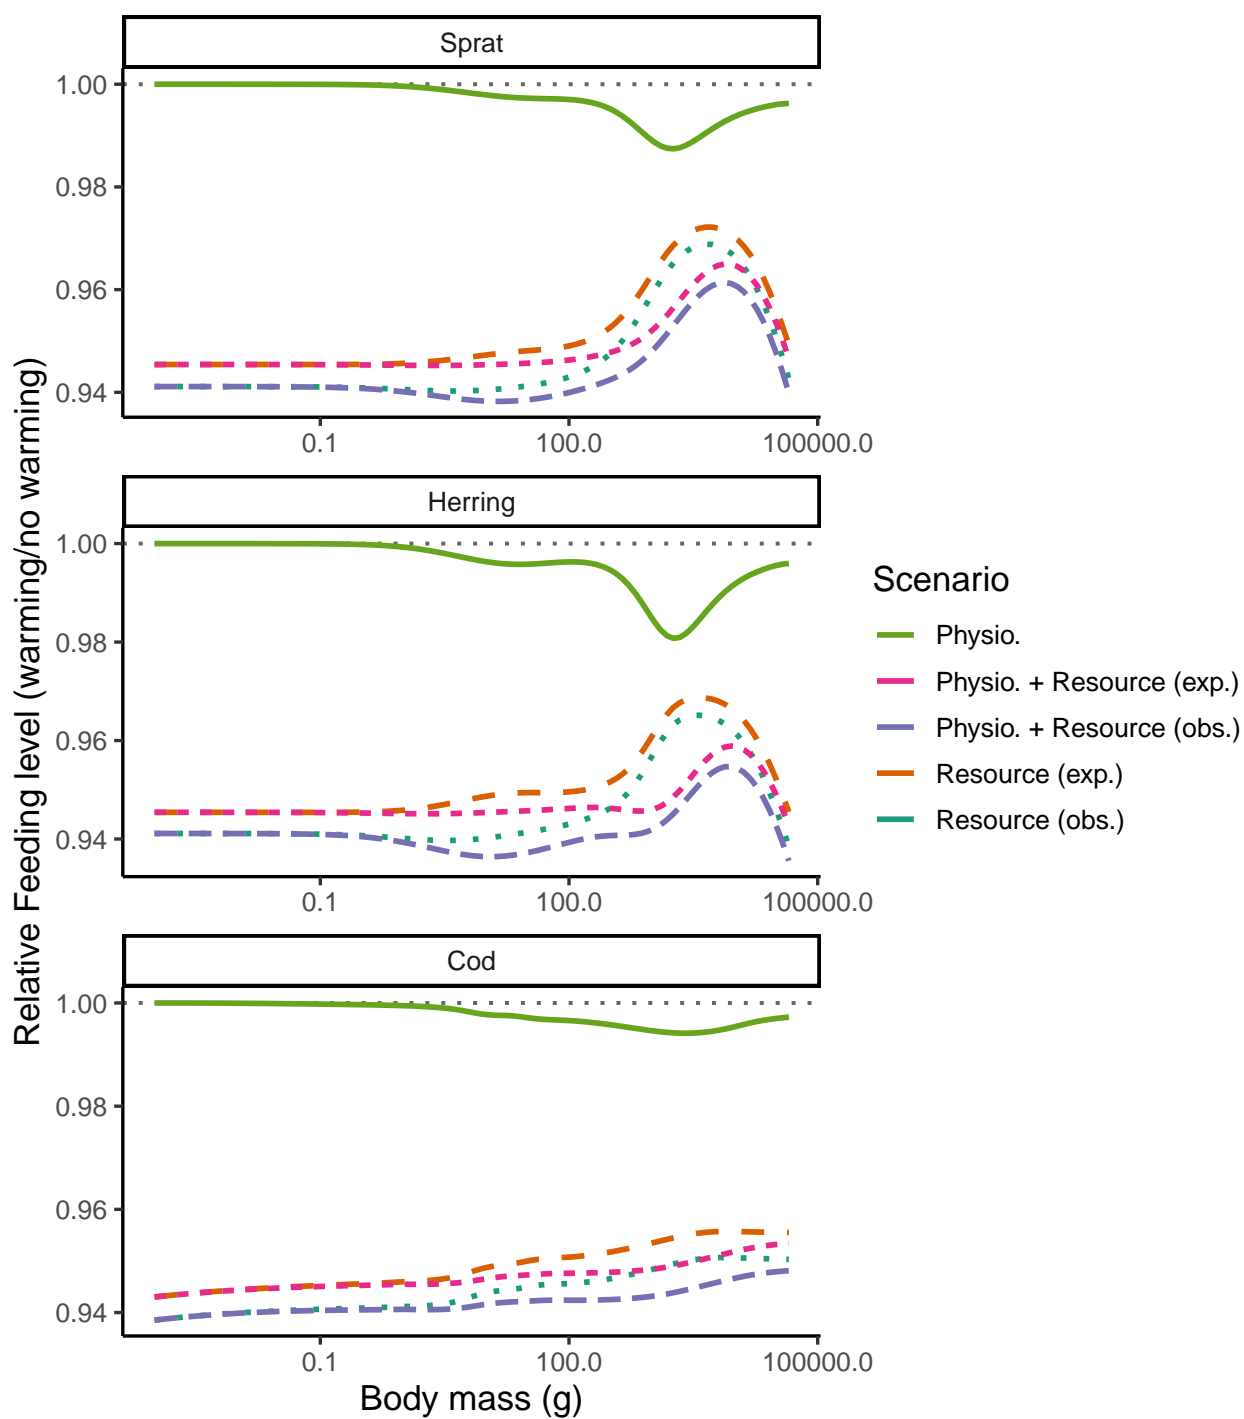 Sprat
1.00
0.98
0.96
0.94
0.1
100.0
100000.0
Herring
1.00
0.98
0.96
0.94
0.1
100.0
100000.0
Cod
1.00
0.98
0.96
0.94
0.1
100.0
100000.0
Body mass (g)
Relative Feeding level (warming/no warming)
Scenario
Physio.
Physio. + Resource (exp.)
Physio. + Resource (obs.)
Resource (exp.)
Resource (obs.)